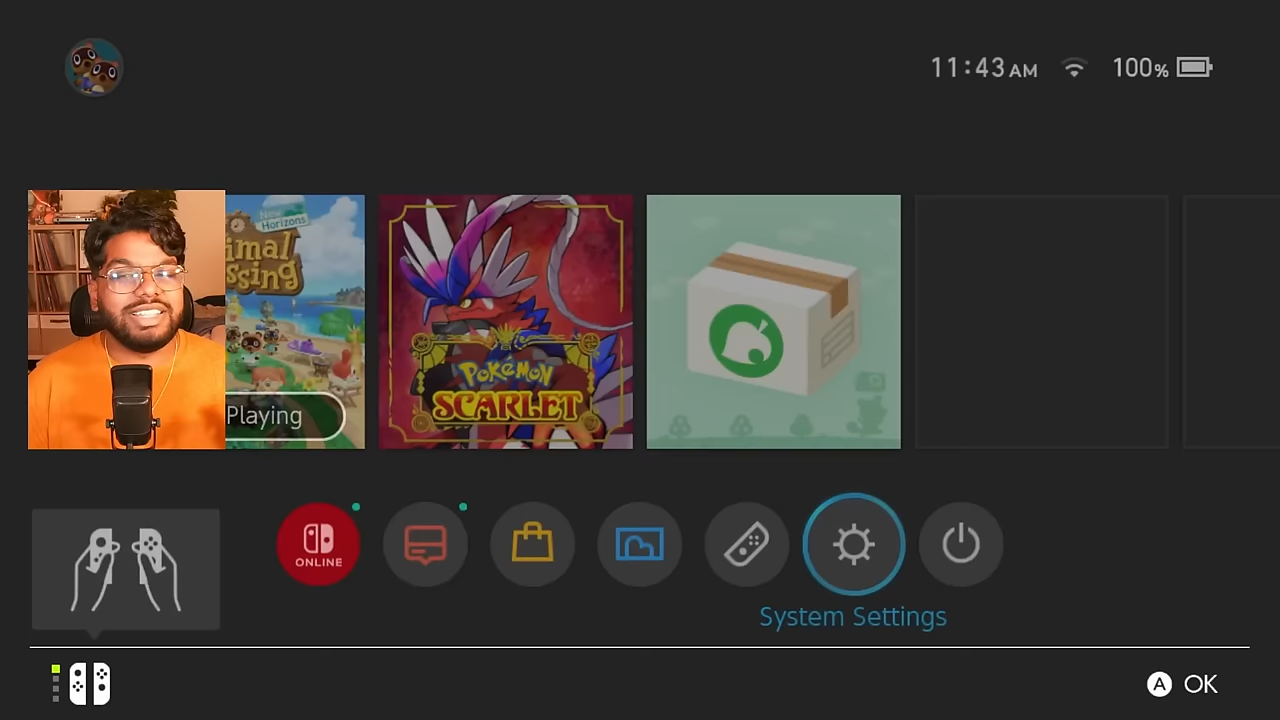 11:43 AM 100%
New
Horizons
imal
ssing
Playing
POKÉMON
SCARLET
ONLINE
System Settings
A OK